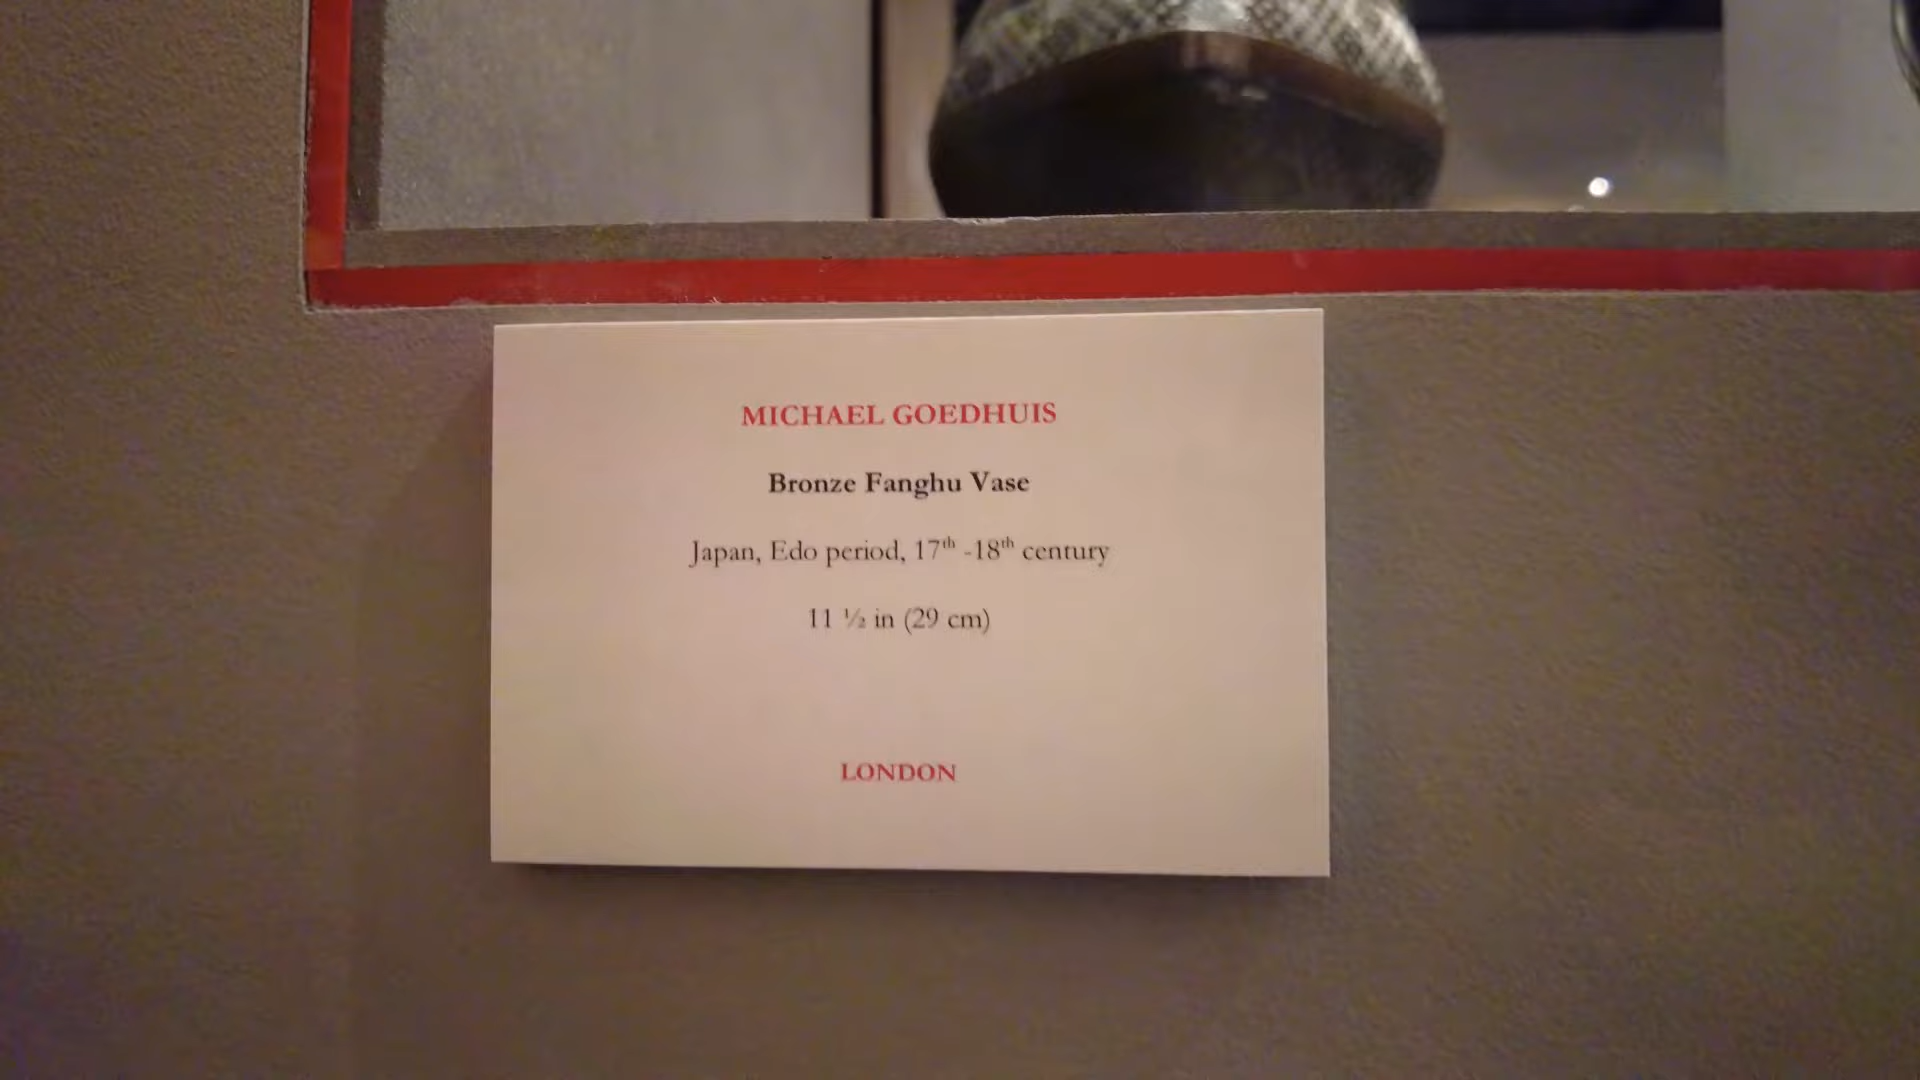 MICHAEL GOEDHUIS
Bronze Fanghu Vase
Japan, Edo period, 17th -18th century
11 ½ in (29 cm)
LONDON